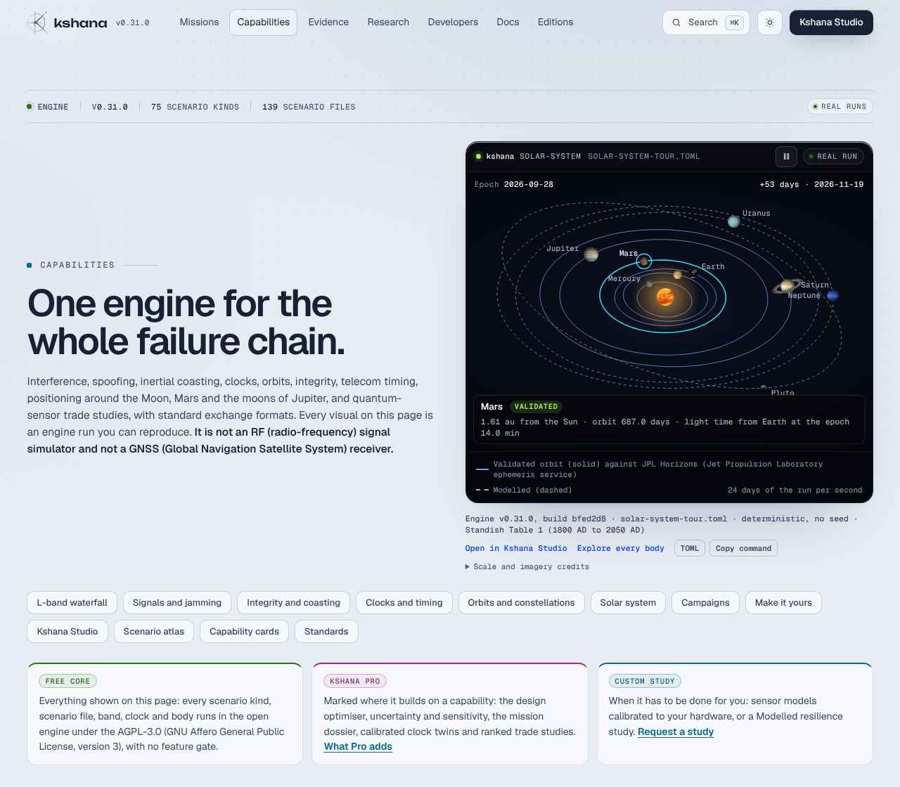 kshana v0.31.0 Missions Capabilities Evidence Research Developers Docs Editions Search ⌘K Kshana Studio
ENGINE V0.31.0 75 SCENARIO KINDS 139 SCENARIO FILES REAL RUNS
CAPABILITIES
One engine for the
whole failure chain.
Interference, spoofing, inertial coasting, clocks, orbits, integrity, telecom timing,
positioning around the Moon, Mars and the moons of Jupiter, and quantum-
sensor trade studies, with standard exchange formats. Every visual on this page is
an engine run you can reproduce. It is not an RF (radio-frequency) signal
simulator and not a GNSS (Global Navigation Satellite System) receiver.
kshana SOLAR-SYSTEM SOLAR-SYSTEM-TOUR.TOML REAL RUN
Epoch 2026-09-28 +53 days · 2026-11-19
Uranus
Jupiter
Mars
Earth
Mercury
Saturn
Neptune
Pluto
Mars VALIDATED
1.61 au from the Sun · orbit 687.0 days · light time from Earth at the epoch
14.0 min
Validated orbit (solid) against JPL Horizons (Jet Propulsion Laboratory
ephemeris service)
Modelled (dashed) 24 days of the run per second
Engine v0.31.0, build bfed2d8 · solar-system-tour.toml · deterministic, no seed ·
Standish Table 1 (1800 AD to 2050 AD)
Open in Kshana Studio Explore every body TOML Copy command
▶ Scale and imagery credits
L-band waterfall Signals and jamming Integrity and coasting Clocks and timing Orbits and constellations Solar system Campaigns Make it yours
Kshana Studio Scenario atlas Capability cards Standards
FREE CORE
Everything shown on this page: every scenario kind,
scenario file, band, clock and body runs in the open
engine under the AGPL-3.0 (GNU Affero General Public
License, version 3), with no feature gate.
KSHANA PRO
Marked where it builds on a capability: the design
optimiser, uncertainty and sensitivity, the mission
dossier, calibrated clock twins and ranked trade studies.
What Pro adds
CUSTOM STUDY
When it has to be done for you: sensor models
calibrated to your hardware, or a Modelled resilience
study. Request a study